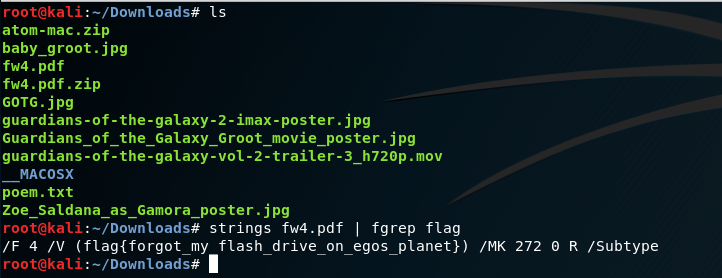 root@kali:~/Downloads# ls
atom-mac.zip
baby_groot.jpg
fw4.pdf
fw4.pdf.zip
GOTG.jpg
guardians-of-the-galaxy-2-imax-poster.jpg
Guardians_of_the_Galaxy_Groot_movie_poster.jpg
guardians-of-the-galaxy-vol-2-trailer-3_h720p.mov
__MACOSX
poem.txt
Zoe_Saldana_as_Gamora_poster.jpg
root@kali:~/Downloads# strings fw4.pdf | fgrep flag
/F 4 /V (flag{forgot_my_flash_drive_on_egos_planet}) /MK 272 0 R /Subtype
root@kali:~/Downloads#